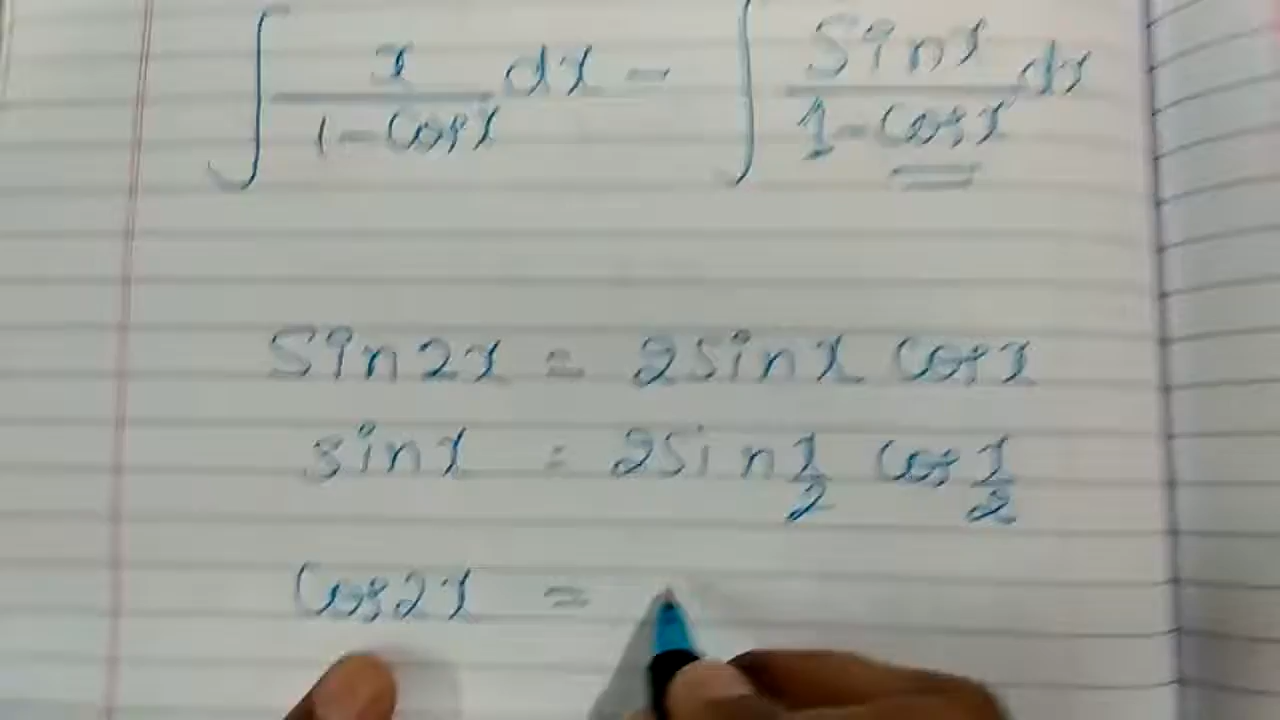 ∫ x/(1-cosx) dx - ∫ sinx/(1-cosx) dx
Sin2x = 2sinx cosx
sinx = 2sin x/2 cos x/2
Cos2x =